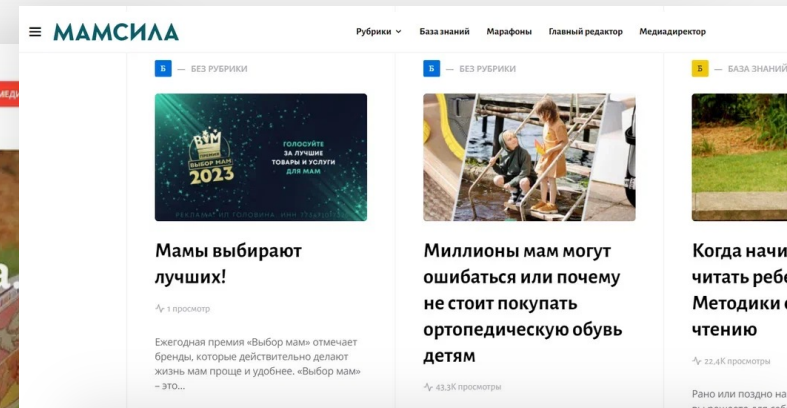 МАМСИЛА
Рубрики
База знаний
Марафоны
Главный редактор
Медиадиректор
Б — БЕЗ РУБРИКИ
ВЫБОР МАМ
2023
ГОЛОСУЙТЕ
ЗА ЛУЧШИЕ
ТОВАРЫ И УСЛУГИ
ДЛЯ МАМ
Мамы выбирают
лучших!
1 просмотр
Ежегодная премия «Выбор мам» отмечает
бренды, которые действительно делают
жизнь мам проще и удобнее. «Выбор мам»
– это...
Б — БЕЗ РУБРИКИ
Миллионы мам могут
ошибаться или почему
не стоит покупать
ортопедическую обувь
детям
43,3K просмотры
Б — БАЗА ЗНАНИЙ
Когда начи
читать ребе
Методики
чтению
22,4K просмотры
Рано или поздно на